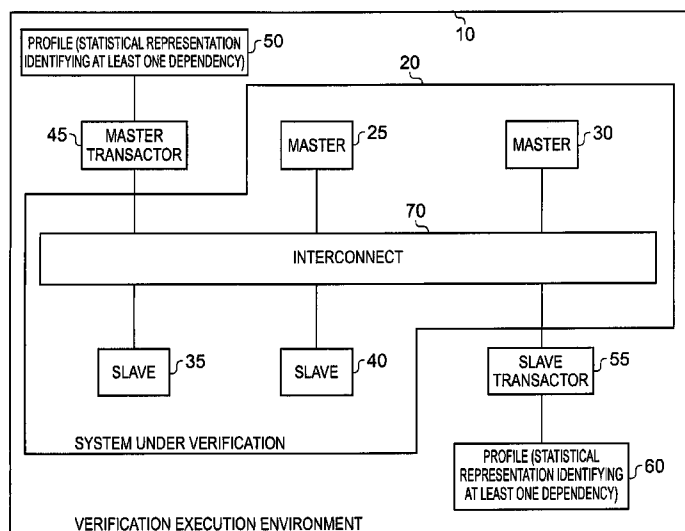 10
PROFILE (STATISTICAL REPRESENTATION
IDENTIFYING AT LEAST ONE DEPENDENCY)
50
20
45
MASTER
TRANSACTOR
MASTER
25
MASTER
30
70
INTERCONNECT
SLAVE
35
SLAVE
40
SLAVE
TRANSACTOR
55
SYSTEM UNDER VERIFICATION
PROFILE (STATISTICAL
REPRESENTATION IDENTIFYING
AT LEAST ONE DEPENDENCY)
60
VERIFICATION EXECUTION ENVIRONMENT